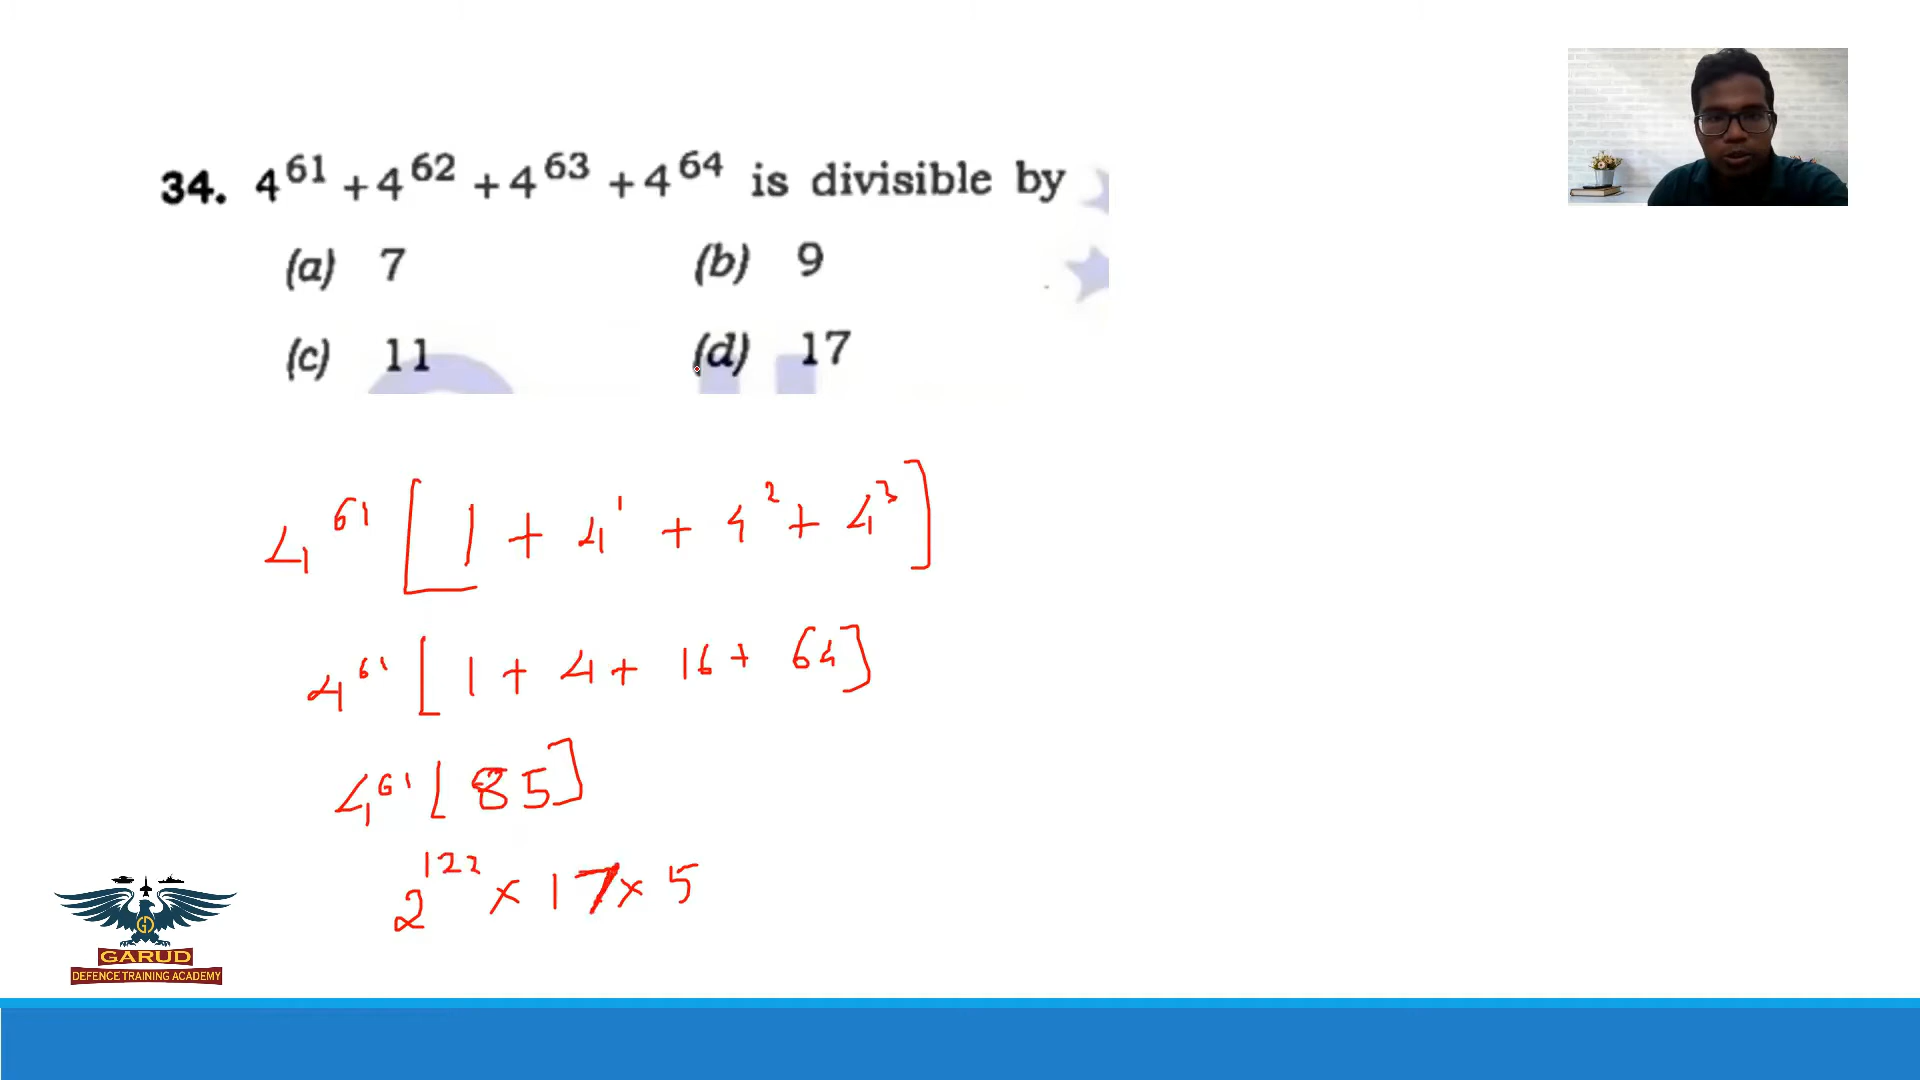 34. 4^61 + 4^62 + 4^63 + 4^64 is divisible by
(a) 7 (b) 9
(c) 11 (d) 17
4^61 [1 + 4^1 + 4^2 + 4^3]
4^61 [1 + 4 + 16 + 64]
4^61 [85]
2^122 × 17 × 5
GD
GARUD
DEFENCE TRAINING ACADEMY